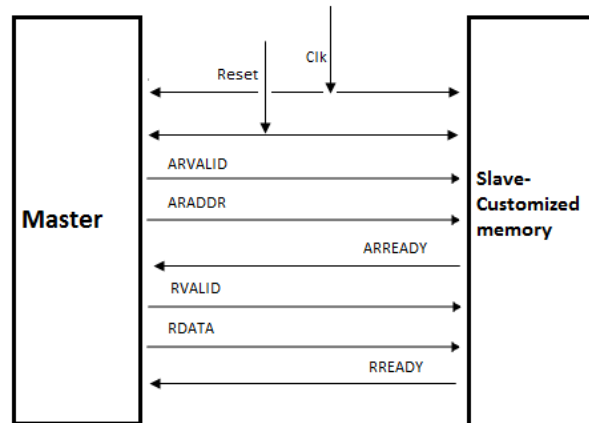 Clk
Reset
ARVALID
ARADDR
Master
Slave-
Customized
memory
ARREADY
RVALID
RDATA
RREADY